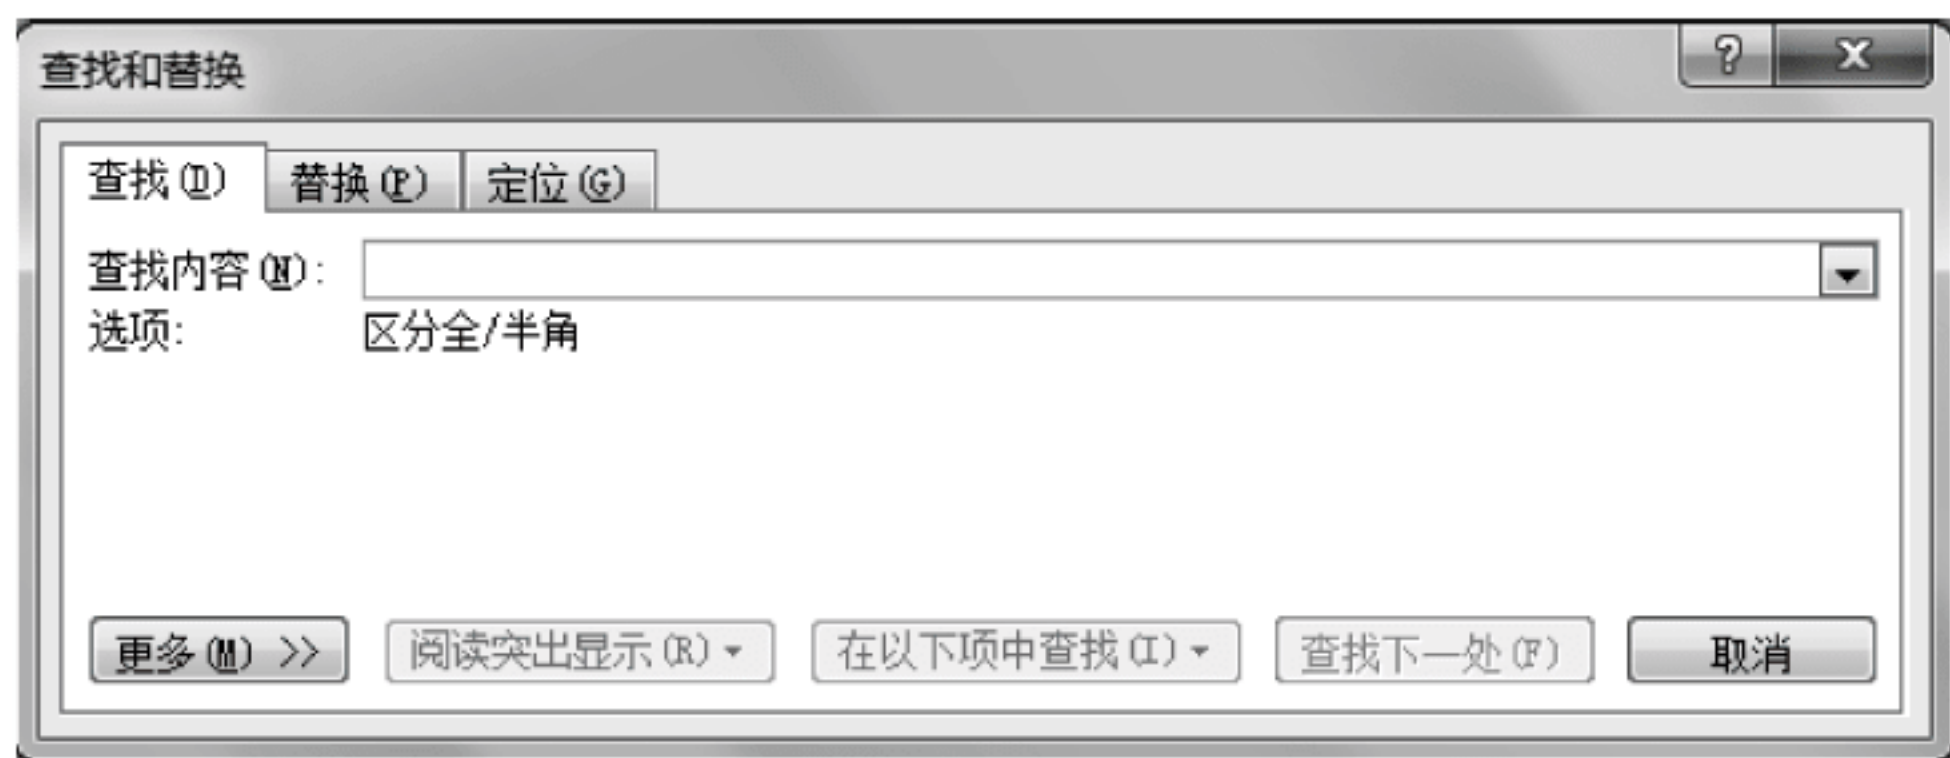 查找和替换
查找(D) 替换(P) 定位(G)
查找内容(N):
选项: 区分全/半角
更多(M) >> 阅读突出显示(R) 在以下项中查找(I) 查找下一处(F) 取消